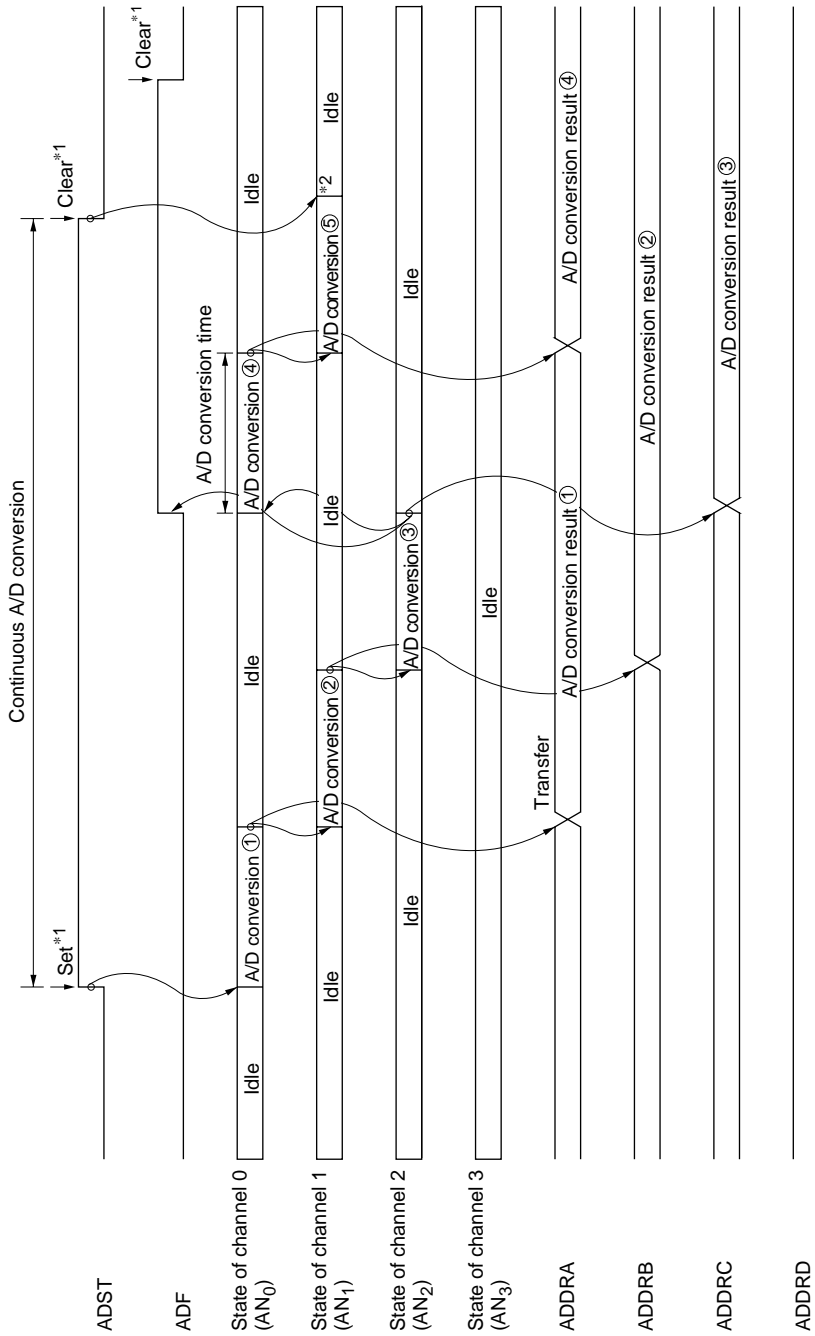 Continuous A/D conversion
Set*1
Clear*1
ADST
Clear*1
ADF
A/D conversion time
State of channel 0
(AN0)
Idle
A/D conversion ①
Idle
A/D conversion ④
Idle
State of channel 1
(AN1)
Idle
A/D conversion ②
Idle
A/D conversion ⑤
*2
Idle
State of channel 2
(AN2)
Idle
A/D conversion ③
Idle
State of channel 3
(AN3)
Idle
Transfer
ADDRA
A/D conversion result ①
A/D conversion result ④
ADDRB
A/D conversion result ②
ADDRC
A/D conversion result ③
ADDRD